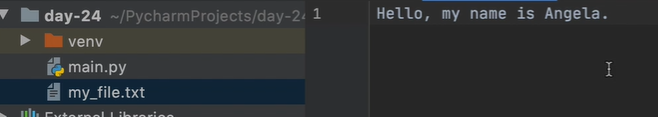 day-24 ~/PycharmProjects/day-24
venv
main.py
my_file.txt
External Libraries
1 Hello, my name is Angela.